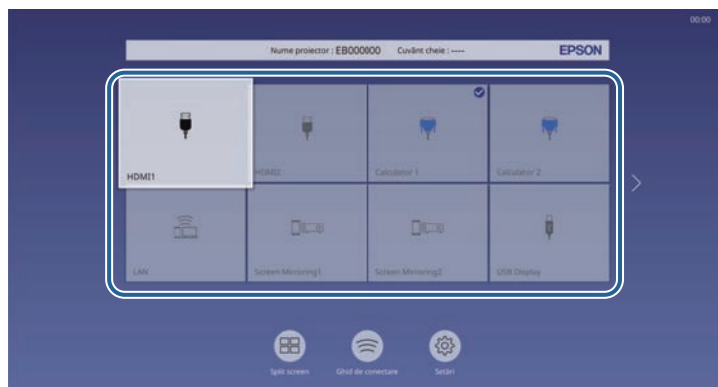 00:00
Nume proiector : EB000000 Cuvânt cheie : ---- EPSON
HDMI1 HDMI2 Calculator 1 Calculator 2
LAN Screen Mirroring1 Screen Mirroring2 USB Display
Split screen Ghid de conectare Setări